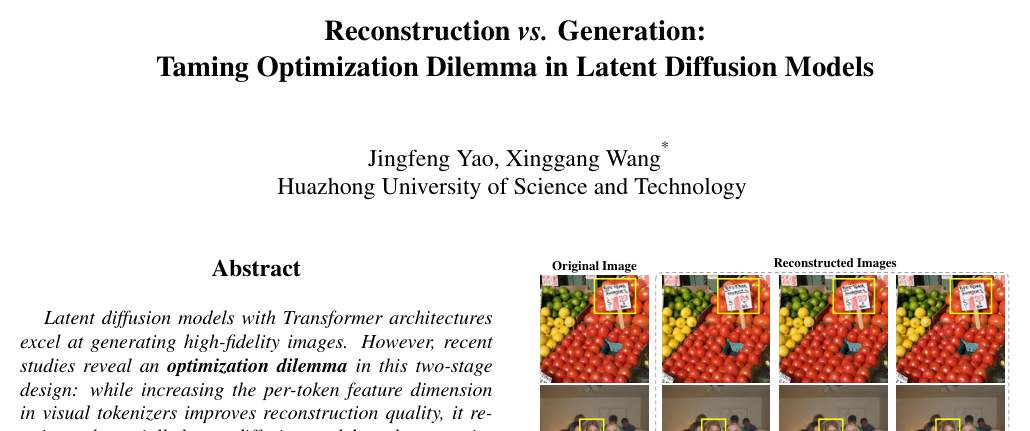 Reconstruction vs. Generation:
Taming Optimization Dilemma in Latent Diffusion Models
Jingfeng Yao, Xinggang Wang*
Huazhong University of Science and Technology
Abstract
Latent diffusion models with Transformer architectures
excel at generating high-fidelity images. However, recent
studies reveal an optimization dilemma in this two-stage
design: while increasing the per-token feature dimension
in visual tokenizers improves reconstruction quality, it re-
Original Image
Reconstructed Images